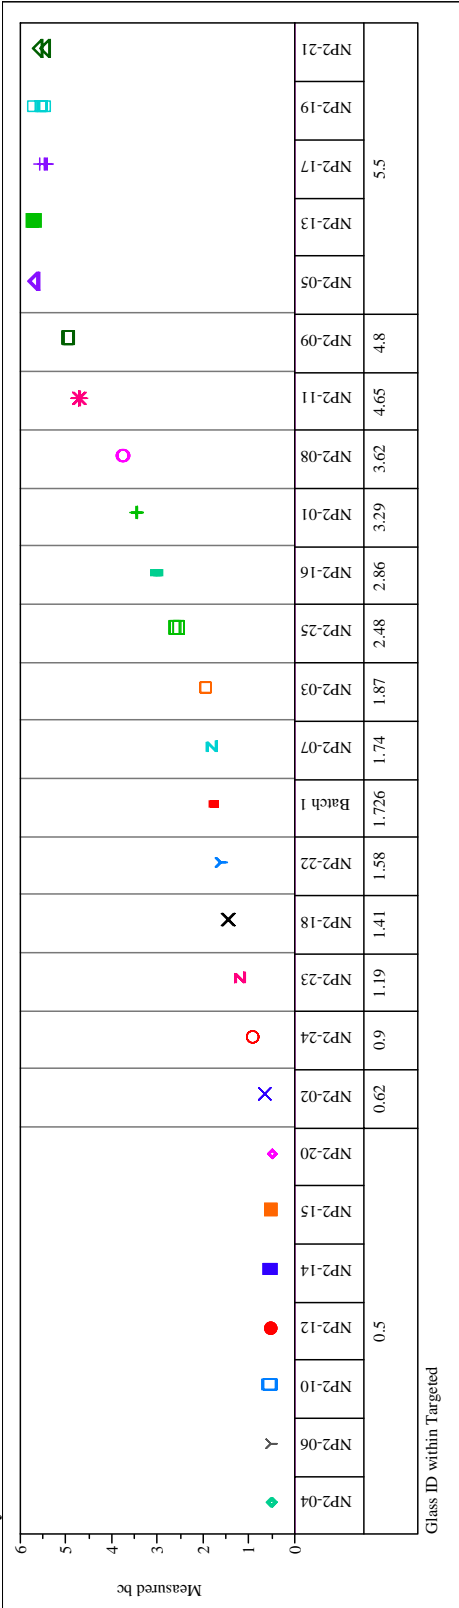 Measured bc
6
5
4
3
2
1
0
NP2-04
NP2-06
NP2-10
NP2-12
NP2-14
NP2-15
NP2-20
NP2-02
NP2-24
NP2-23
NP2-18
NP2-22
Batch 1
NP2-07
NP2-03
NP2-25
NP2-16
NP2-01
NP2-08
NP2-11
NP2-09
NP2-05
NP2-13
NP2-17
NP2-19
NP2-21
0.5
0.62
0.9
1.19
1.41
1.58
1.726
1.74
1.87
2.48
2.86
3.29
3.62
4.65
4.8
5.5
Glass ID within Targeted